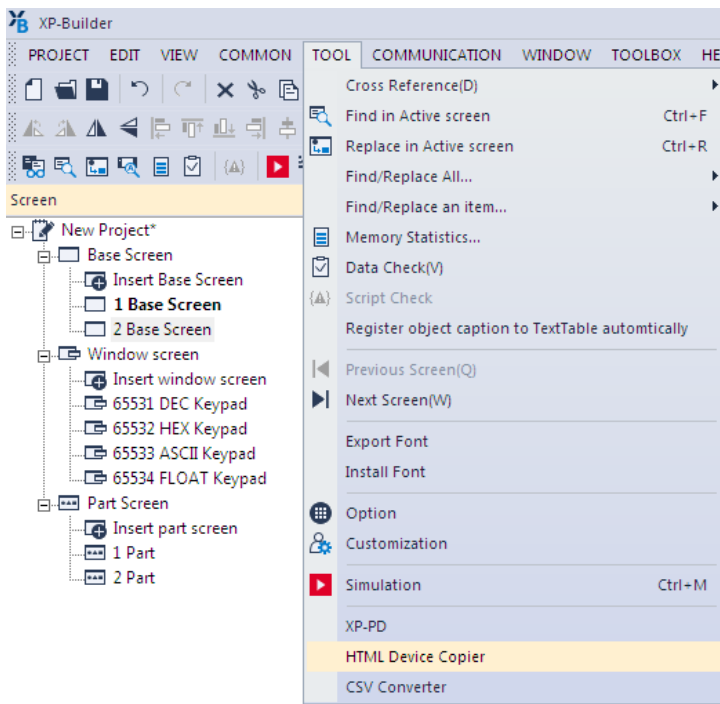 XP-Builder
PROJECT EDIT VIEW COMMON TOOL COMMUNICATION WINDOW TOOLBOX HE
Cross Reference(D)
Find in Active screen Ctrl+F
Replace in Active screen Ctrl+R
Find/Replace All...
Find/Replace an item...
Memory Statistics...
Data Check(V)
{A} Script Check
Register object caption to TextTable automtically
Previous Screen(Q)
Next Screen(W)
Export Font
Install Font
Option
Customization
Simulation Ctrl+M
XP-PD
HTML Device Copier
CSV Converter
{A}
Screen
New Project*
Base Screen
Insert Base Screen
1 Base Screen
2 Base Screen
Window screen
Insert window screen
65531 DEC Keypad
65532 HEX Keypad
65533 ASCII Keypad
65534 FLOAT Keypad
Part Screen
Insert part screen
1 Part
2 Part